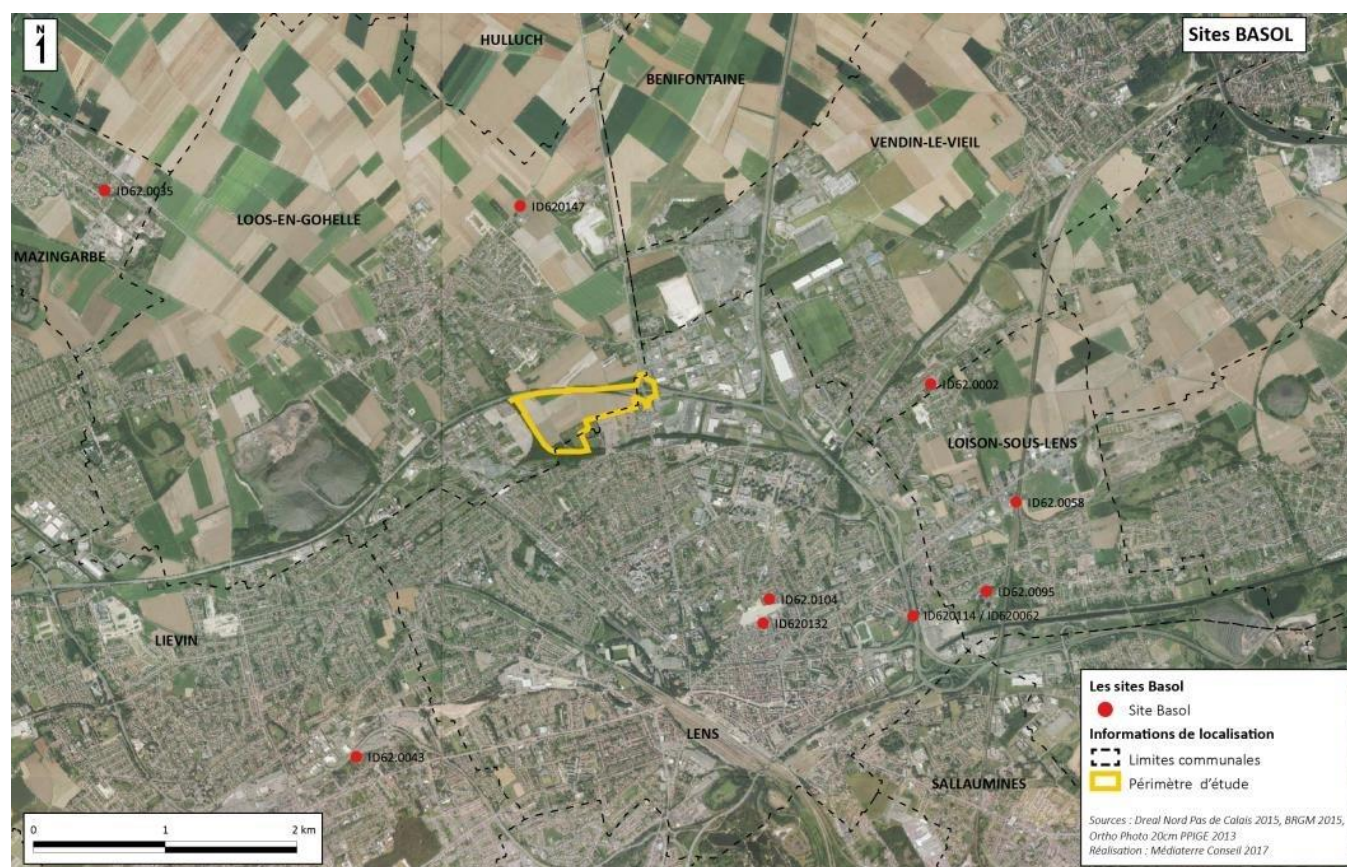 N
Sites BASOL
HULLUCH
BENIFONTAINE
VENDIN-LE-VIEIL
ID62.0035
ID620147
LOOS-EN-GOHELLE
MAZINGARBE
ID62.0002
LOISON-SOUS-LENS
ID62.0058
ID62.0095
ID62.0104
ID620114 / ID620062
ID620132
LIEVIN
LENS
ID62.0043
SALLAUMINES
Les sites Basol
Site Basol
Informations de localisation
Limites communales
Périmètre d'étude
Sources : Dreal Nord Pas de Calais 2015, BRGM 2015,
Ortho Photo 20cm PPIGE 2013
Réalisation : Médiaterre Conseil 2017
0 1 2 km